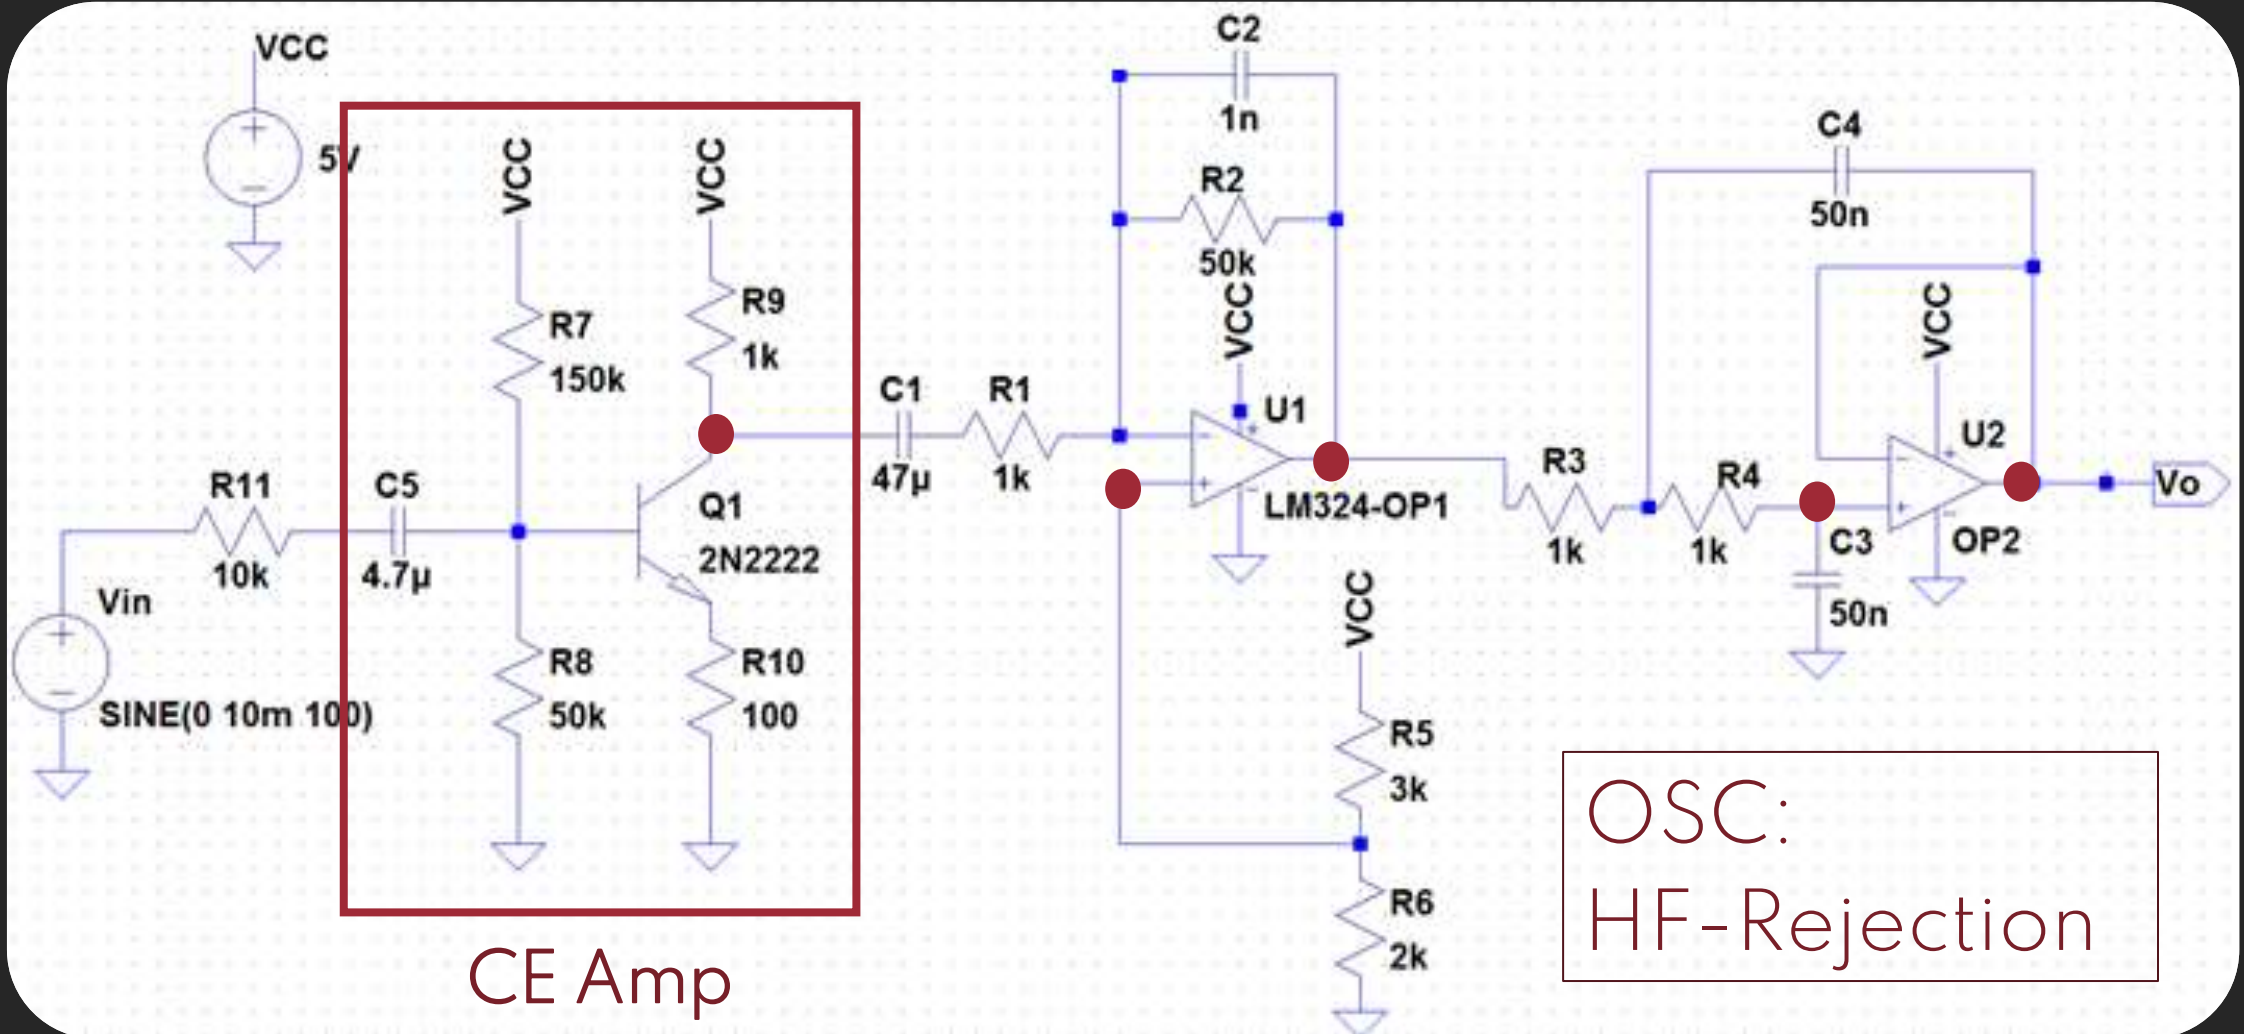 VCC
5V
VCC
VCC
R7
150k
R9
1k
R11
10k
C5
4.7µ
Q1
2N2222
Vin
SINE(0 10m 100)
R8
50k
R10
100
CE Amp
C1
47µ
R1
1k
C2
1n
R2
50k
VCC
U1
LM324-OP1
VCC
R5
3k
R6
2k
R3
1k
R4
1k
C4
50n
VCC
U2
OP2
C3
50n
Vo
OSC:
HF-Rejection